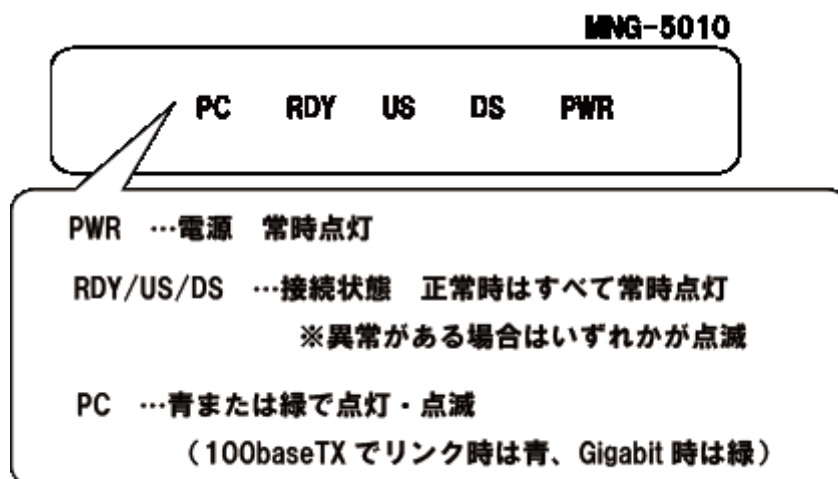 MNG-5010
PC RDY US DS PWR
PWR …電源 常時点灯
RDY/US/DS …接続状態 正常時はすべて常時点灯
※異常がある場合はいずれかが点滅
PC …青または緑で点灯・点滅
（100baseTX でリンク時は青、Gigabit 時は緑）